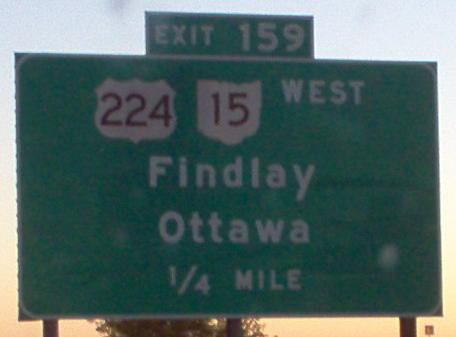 EXIT 159
224 15 WEST
Findlay
Ottawa
1/4 MILE